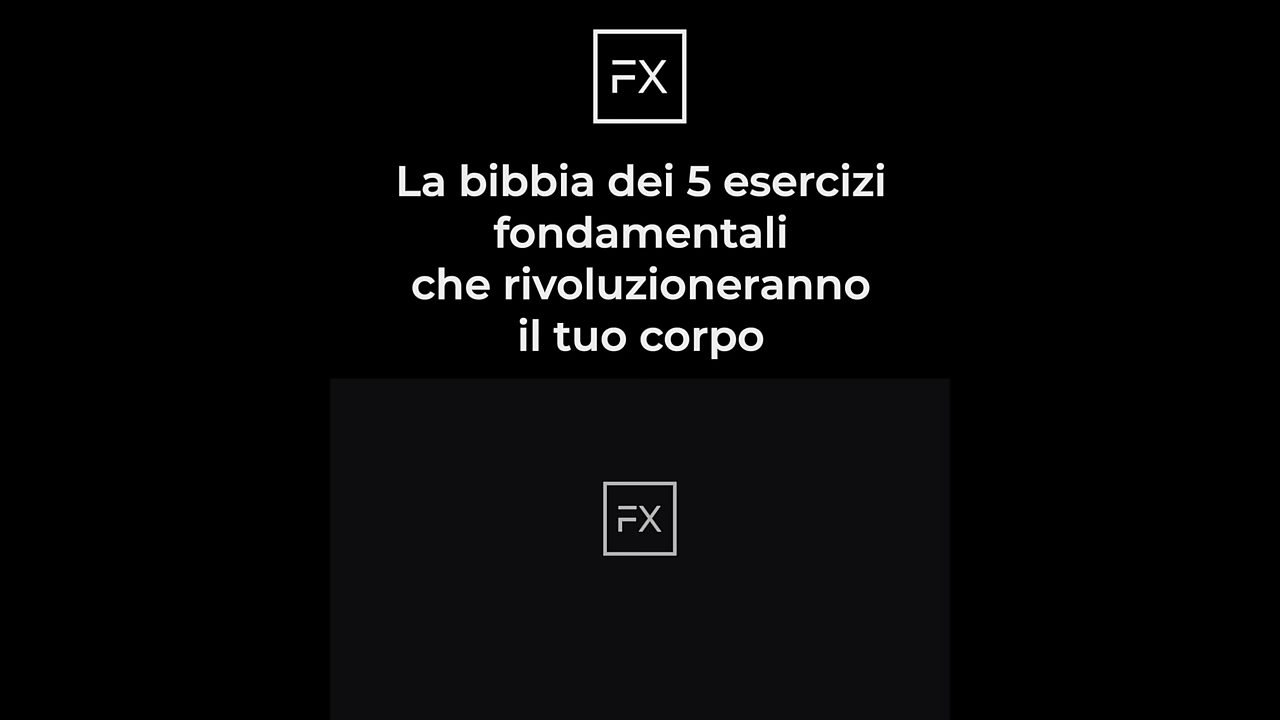 FX
La bibbia dei 5 esercizi
fondamentali
che rivoluzioneranno
il tuo corpo
FX